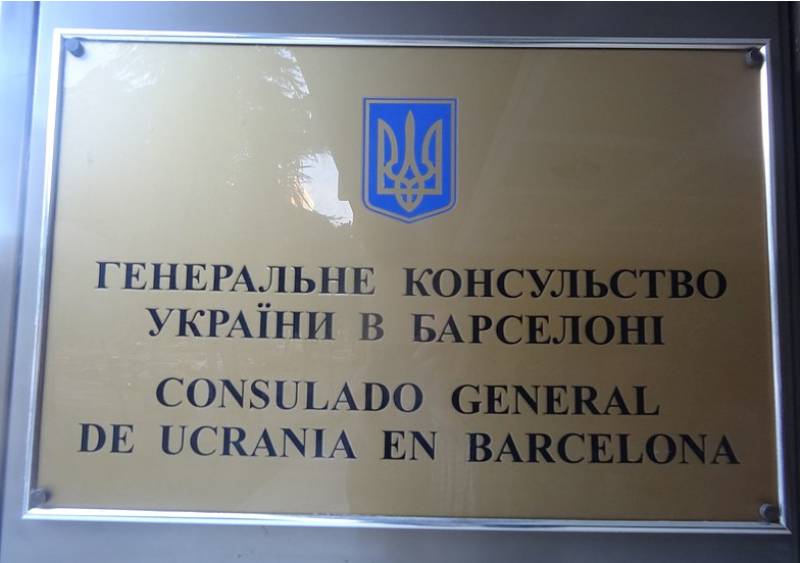 ГЕНЕРАЛЬНЕ КОНСУЛЬСТВО
УКРАЇНИ В БАРСЕЛОНІ
CONSULADO GENERAL
DE UCRANIA EN BARCELONA